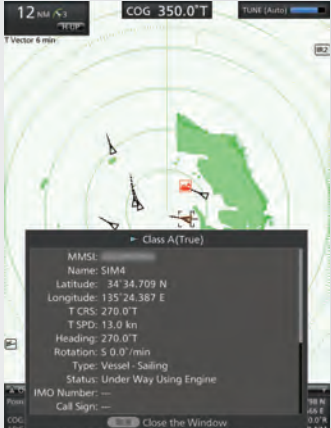 12 NM /3
H UP
COG 350.0°T
TUNE (Auto)
T Vector 6 min
IR2
Class A(True)
MMSI:
Name: SIM4
Latitude: 34°34.709 N
Longitude: 135°24.387 E
T CRS: 270.0°T
T SPD: 13.0 kn
Heading: 270.0°T
Rotation: S 0.0°/min
Type: Vessel - Sailing
Status: Under Way Using Engine
IMO Number: ---
Call Sign: ---
Close the Window